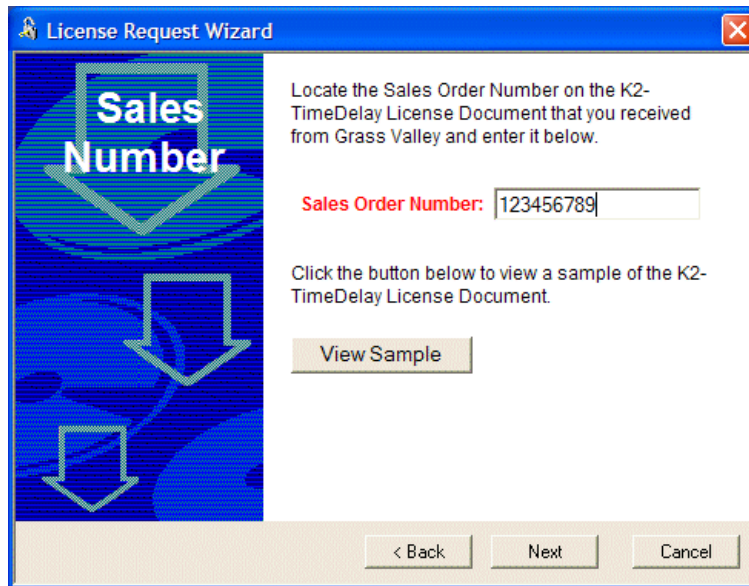 License Request Wizard
Sales
Number
Locate the Sales Order Number on the K2-
TimeDelay License Document that you received
from Grass Valley and enter it below.
Sales Order Number: 123456789
Click the button below to view a sample of the K2-
TimeDelay License Document.
View Sample
< Back Next Cancel